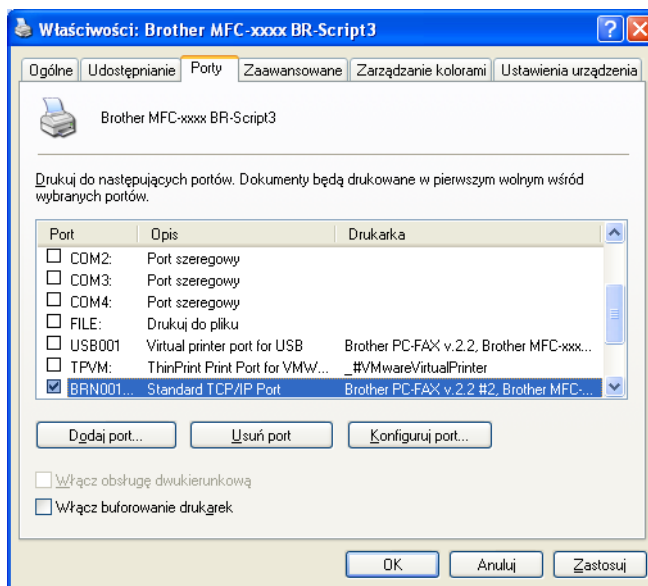 Właściwości: Brother MFC-xxxx BR-Script3
Ogólne Udostępnianie Porty Zaawansowane Zarządzanie kolorami Ustawienia urządzenia
Brother MFC-xxxx BR-Script3
Drukuj do następujących portów. Dokumenty będą drukowane w pierwszym wolnym wśród
wybranych portów.
Port Opis Drukarka
COM2: Port szeregowy
COM3: Port szeregowy
COM4: Port szeregowy
FILE: Drukuj do pliku
USB001 Virtual printer port for USB Brother PC-FAX v.2.2, Brother MFC-xxx...
TPVM: ThinPrint Print Port for VMW... _#VMwareVirtualPrinter
BRN001... Standard TCP/IP Port Brother PC-FAX v.2.2 #2, Brother MFC-...
Dodaj port... Usuń port Konfiguruj port...
Włącz obsługę dwukierunkową
Włącz buforowanie drukarek
OK Anuluj Zastosuj